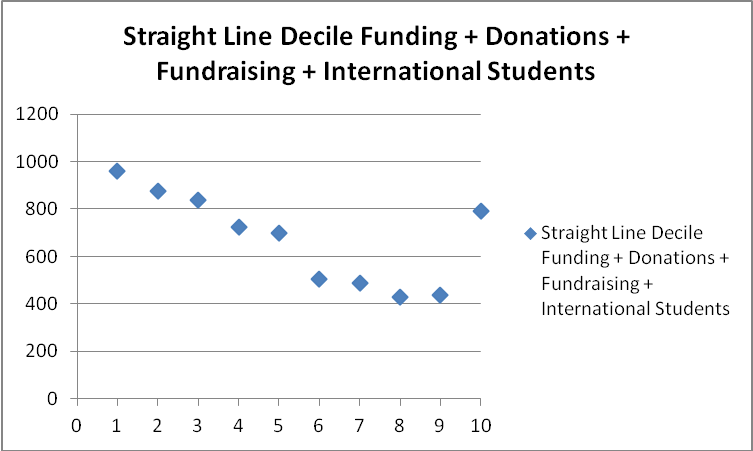 Straight Line Decile Funding + Donations +
Fundraising + International Students
1200
1000
800
600
400
200
0
0 1 2 3 4 5 6 7 8 9 10
Straight Line Decile
Funding + Donations +
Fundraising +
International Students